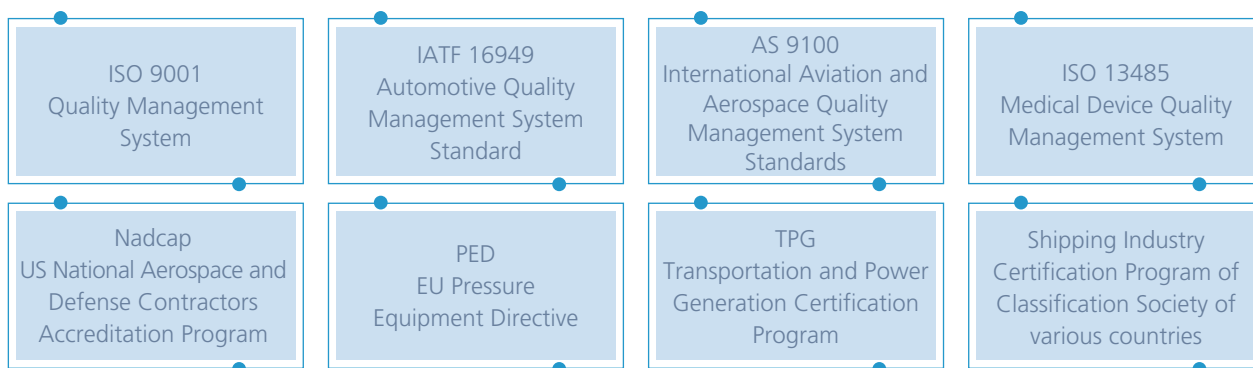 ISO 9001
Quality Management
System
IATF 16949
Automotive Quality
Management System
Standard
AS 9100
International Aviation and
Aerospace Quality
Management System
Standards
ISO 13485
Medical Device Quality
Management System
Nadcap
US National Aerospace and
Defense Contractors
Accreditation Program
PED
EU Pressure
Equipment Directive
TPG
Transportation and Power
Generation Certification
Program
Shipping Industry
Certification Program of
Classification Society of
various countries